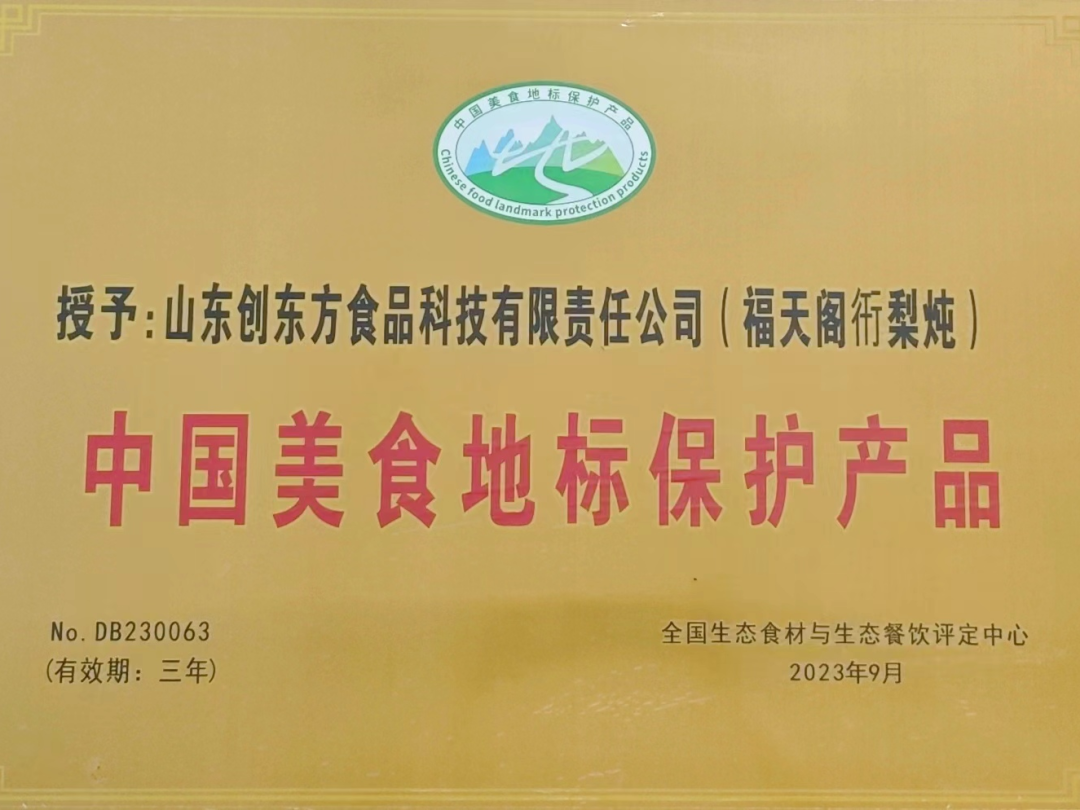 中国美食地标保护产品
Chinese food landmark protection products
授予:山东创东方食品科技有限责任公司(福天阁衎梨炖)
中国美食地标保护产品
No. DB230063
(有效期:三年)
全国生态食材与生态餐饮评定中心
2023年9月